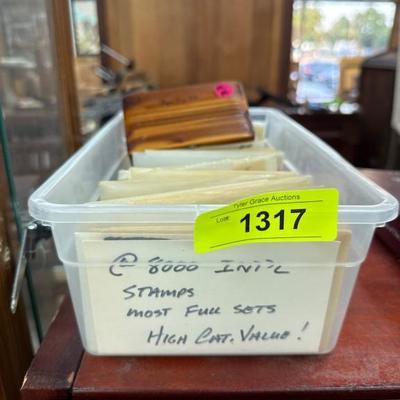 Tyler Grace Auctions
Lot# 1317
@ 8000 INT'L
STAMPS
MOST FULL SETS
HIGH CAT. VALUE!